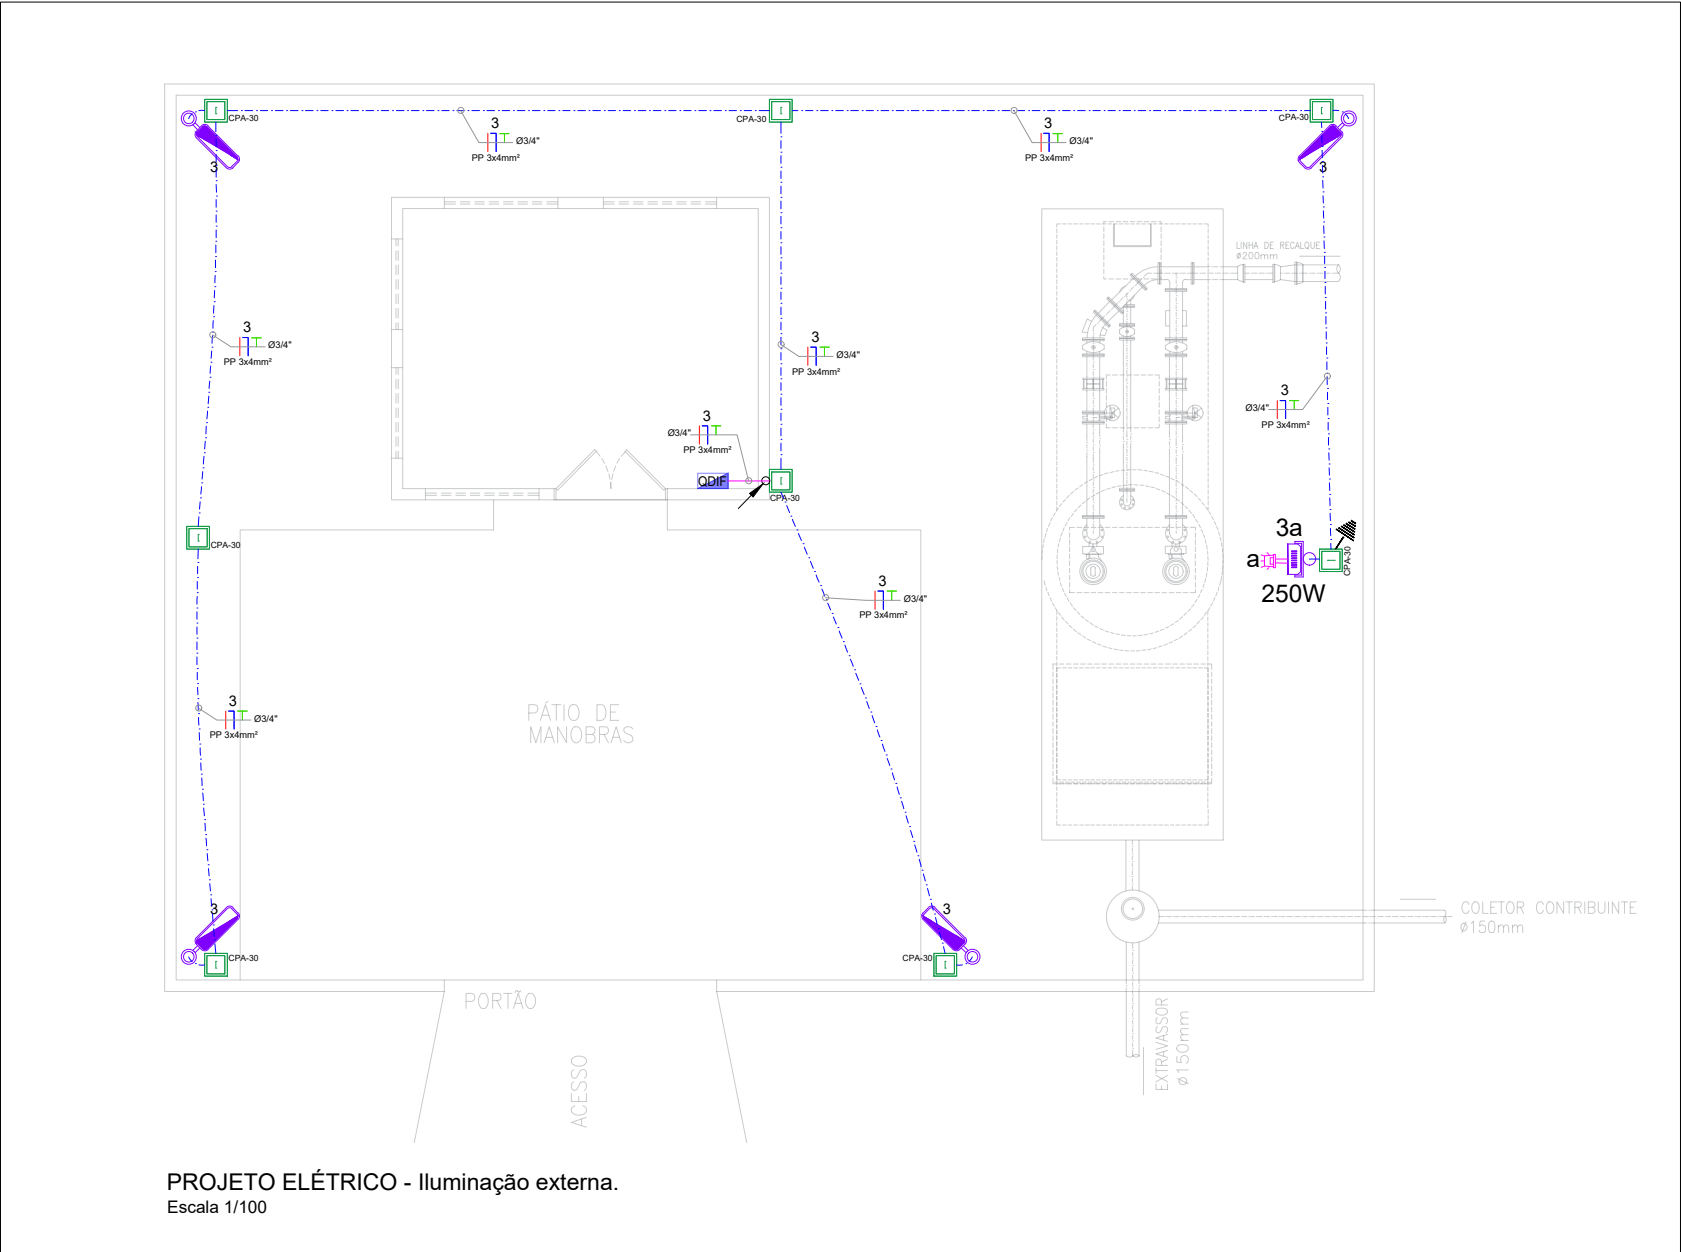 CPA-30
CPA-30
CPA-30
3
Ø3/4"
PP 3x4mm²
3
Ø3/4"
PP 3x4mm²
3
3
LINHA DE RECALQUE
ø200mm
3
Ø3/4"
PP 3x4mm²
3
Ø3/4"
PP 3x4mm²
3
Ø3/4"
PP 3x4mm²
3
Ø3/4"
PP 3x4mm²
QDIF
CPA-30
CPA-30
3a
a
250W
CPA-30
3
Ø3/4"
PP 3x4mm²
3
Ø3/4"
PP 3x4mm²
PÁTIO DE
MANOBRAS
3
3
CPA-30
CPA-30
COLETOR CONTRIBUINTE
ø150mm
PORTÃO
ACESSO
EXTRAVASSOR
ø150mm
PROJETO ELÉTRICO - Iluminação externa.
Escala 1/100